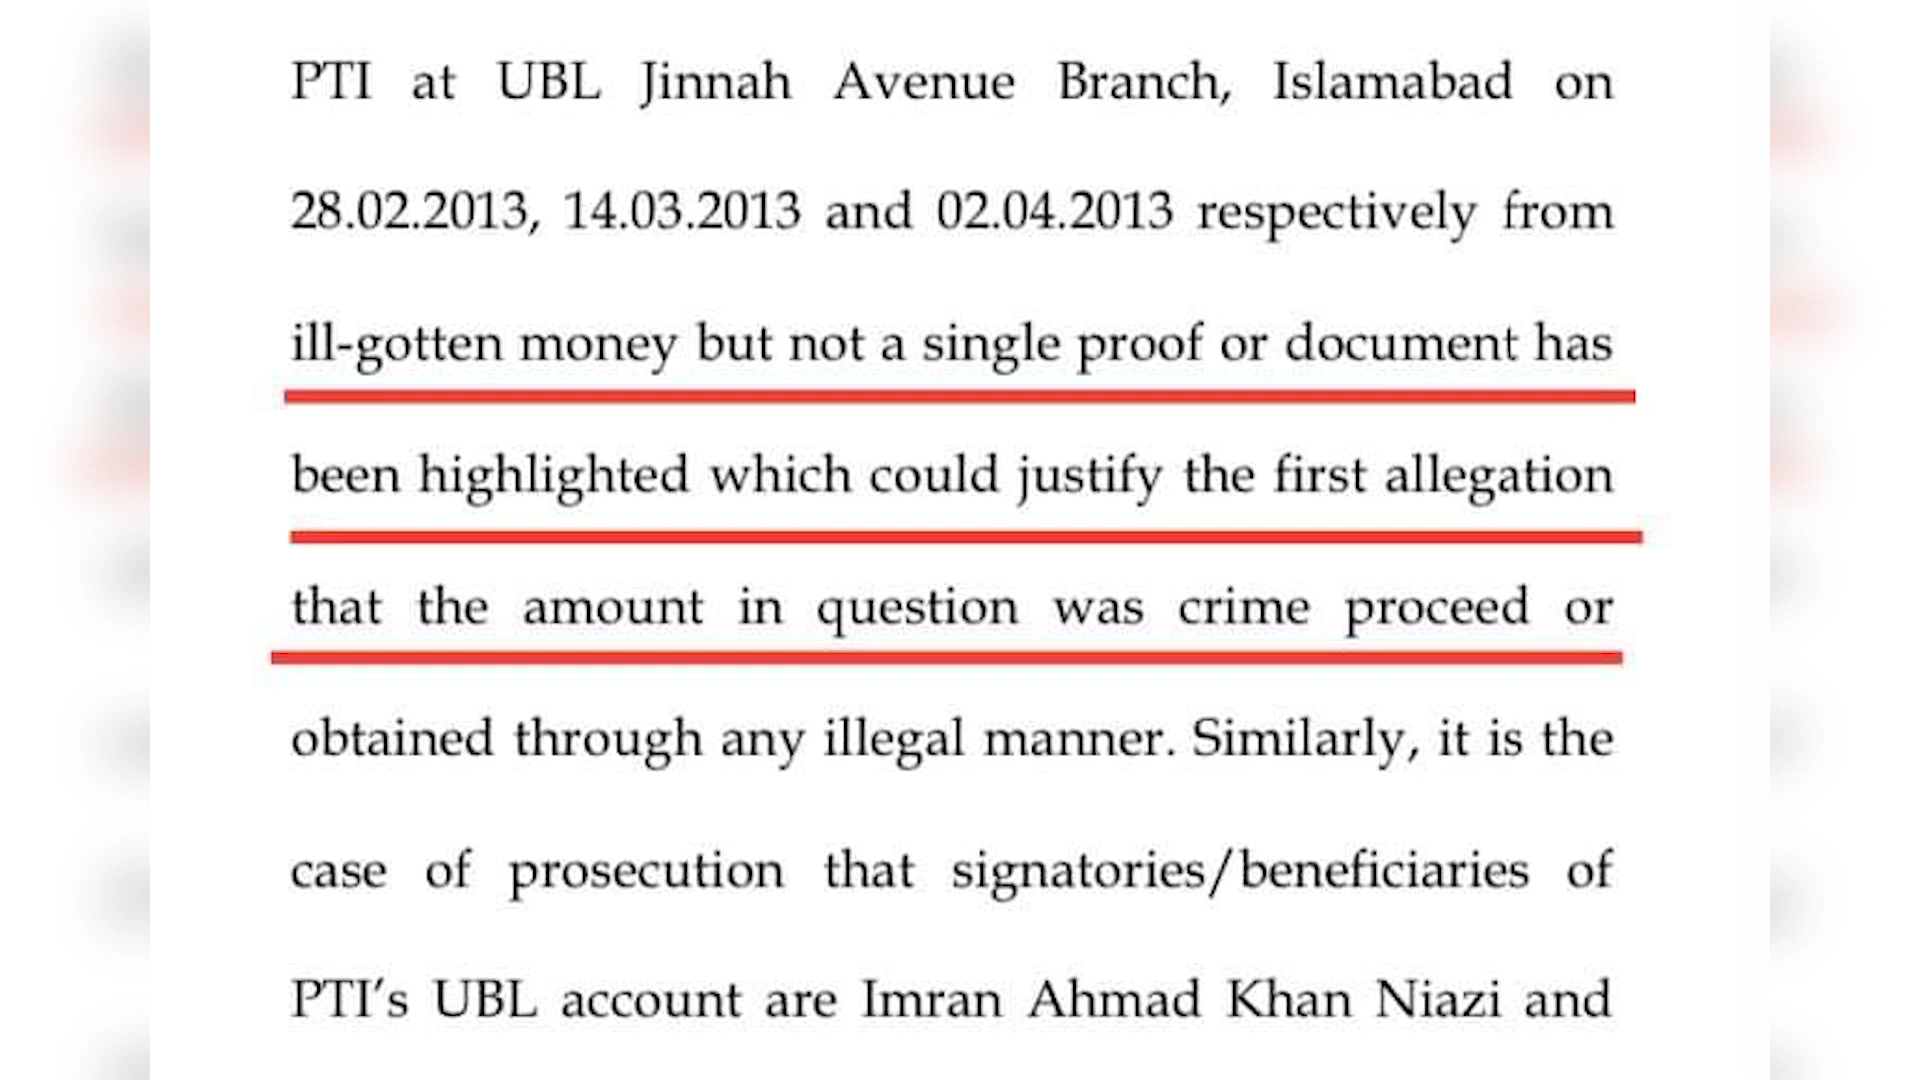 PTI at UBL Jinnah Avenue Branch, Islamabad on
28.02.2013, 14.03.2013 and 02.04.2013 respectively from
ill-gotten money but not a single proof or document has
been highlighted which could justify the first allegation
that the amount in question was crime proceed or
obtained through any illegal manner. Similarly, it is the
case of prosecution that signatories/beneficiaries of
PTI’s UBL account are Imran Ahmad Khan Niazi and